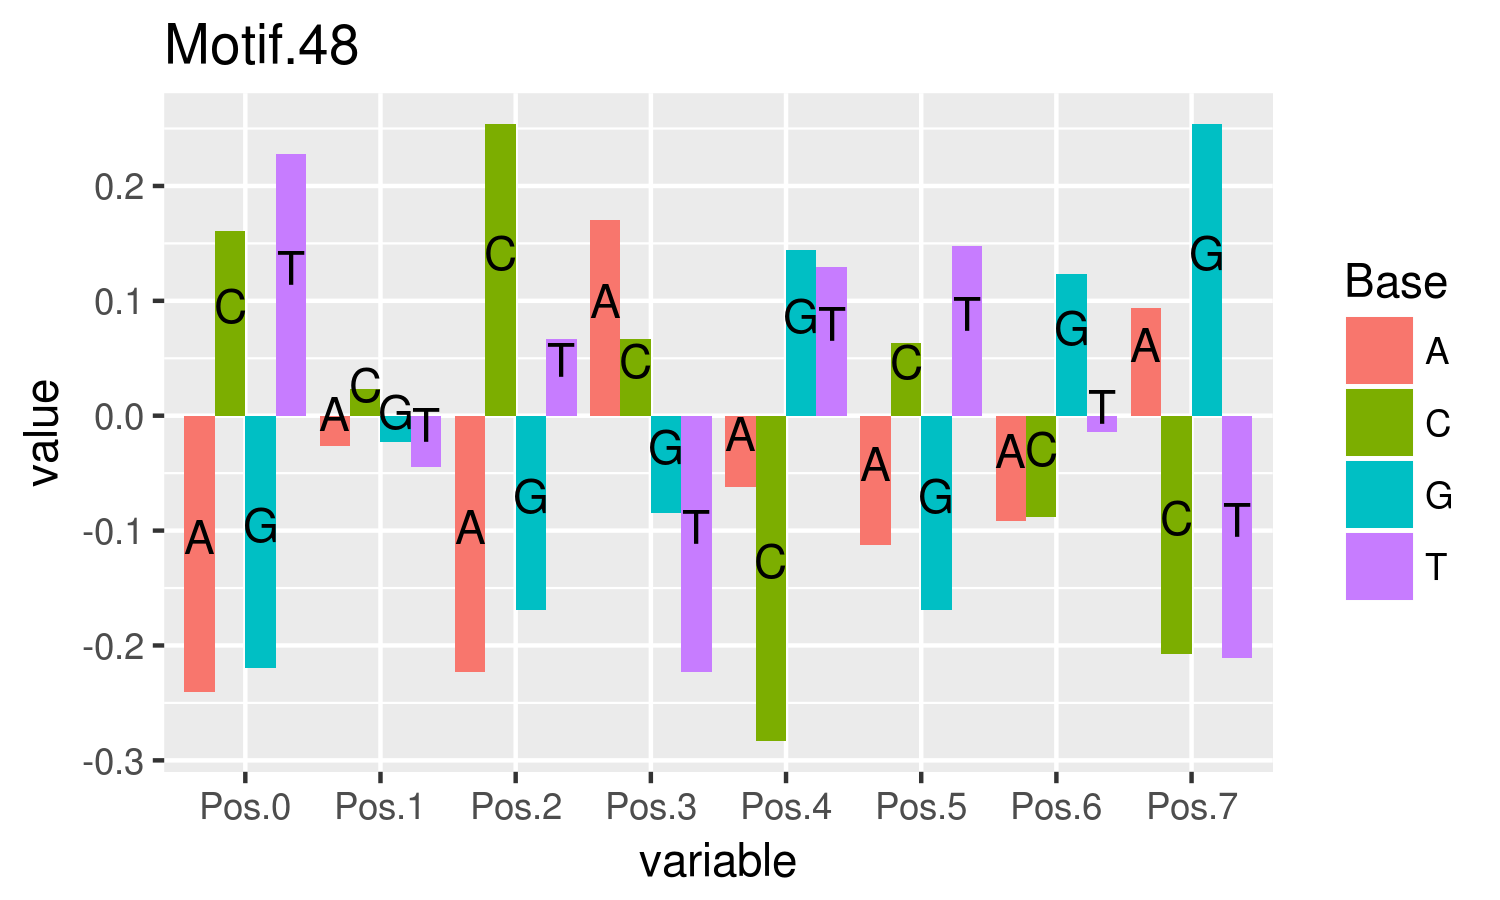 Motif.48
value
0.2
0.1
0.0
-0.1
-0.2
-0.3
A C G T
A C G T
A C G T
A C G T
A C G T
A C G T
A C G T
A C G T
Pos.0 Pos.1 Pos.2 Pos.3 Pos.4 Pos.5 Pos.6 Pos.7
variable
Base
A
C
G
T